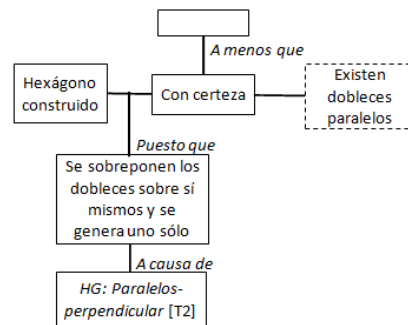 A menos que
Hexágono
construido
Con certeza
Existen
dobleces
paralelos
Puesto que
Se sobreponen los
dobleces sobre sí
mismos y se
genera uno sólo
A causa de
HG: Paralelos-
perpendicular [T2]